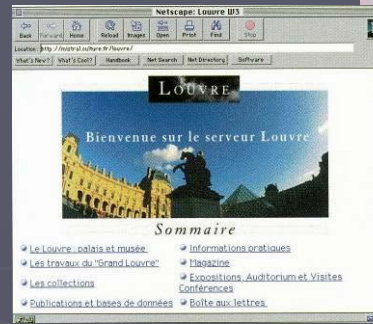 Netscape: Louvre W3
Back Forward Home Reload Images Open Print Find Stop
Location: http://mistral.culture.fr/louvre/
What's New? What's Cool? Handbook Net Search Net Directory Software
LOUVRE
Bienvenue sur le serveur Louvre
Sommaire
Le Louvre : palais et musée Informations pratiques
Les travaux du "Grand Louvre" Magazine
Les collections Expositions, Auditorium et Visites
Conférences
Publications et bases de données Boîte aux lettres